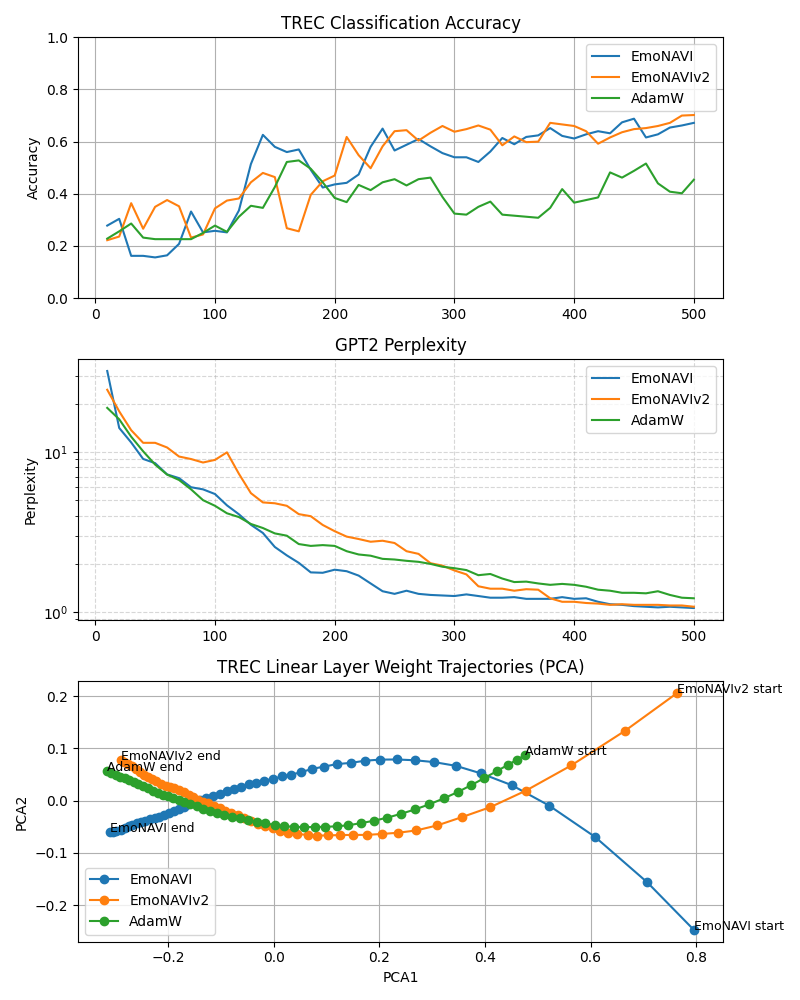 TREC Classification Accuracy
1.0
0.8
0.6
0.4
0.2
0.0
Accuracy
EmoNAVI
EmoNAVIv2
AdamW
0 100 200 300 400 500
GPT2 Perplexity
10¹
10⁰
Perplexity
EmoNAVI
EmoNAVIv2
AdamW
0 100 200 300 400 500
TREC Linear Layer Weight Trajectories (PCA)
0.2
0.1
0.0
−0.1
−0.2
PCA2
EmoNAVIv2 start
AdamW start
EmoNAVIv2 end
AdamW end
EmoNAVI end
EmoNAVI start
EmoNAVI
EmoNAVIv2
AdamW
−0.2 0.0 0.2 0.4 0.6 0.8
PCA1